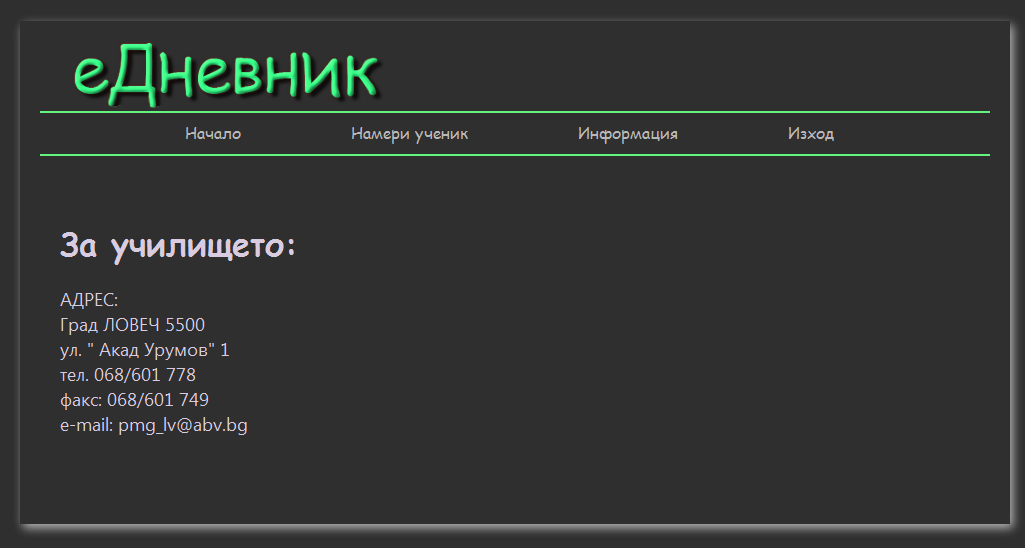 еДневник
Начало Намери ученик Информация Изход
За училището:
АДРЕС:
Град ЛОВЕЧ 5500
ул. " Акад Урумов" 1
тел. 068/601 778
факс: 068/601 749
e-mail: pmg_lv@abv.bg